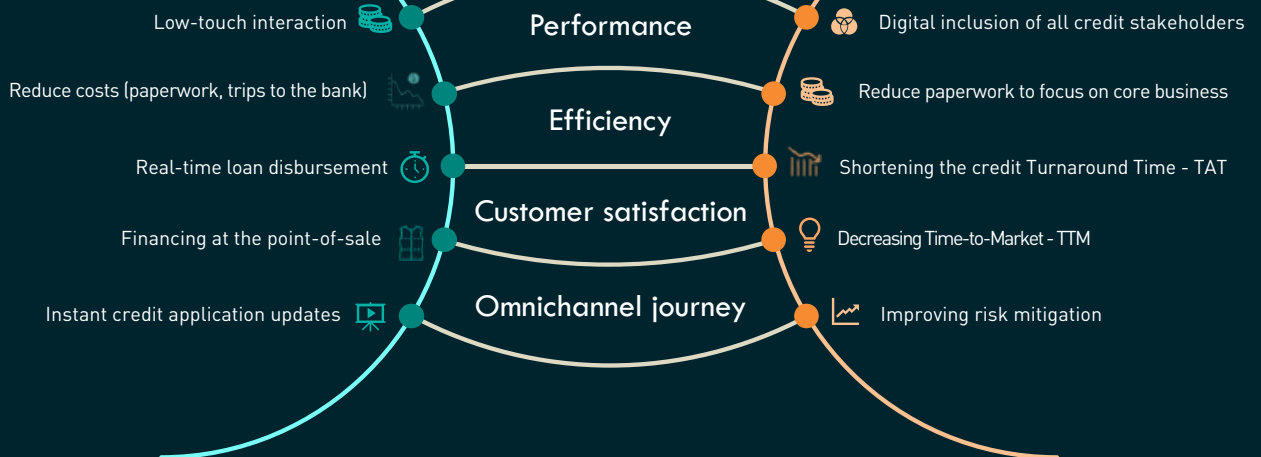 Low-touch interaction
Performance
Digital inclusion of all credit stakeholders
Reduce costs (paperwork, trips to the bank)
Reduce paperwork to focus on core business
Efficiency
Real-time loan disbursement
Shortening the credit Turnaround Time - TAT
Customer satisfaction
Financing at the point-of-sale
Decreasing Time-to-Market - TTM
Omnichannel journey
Instant credit application updates
Improving risk mitigation